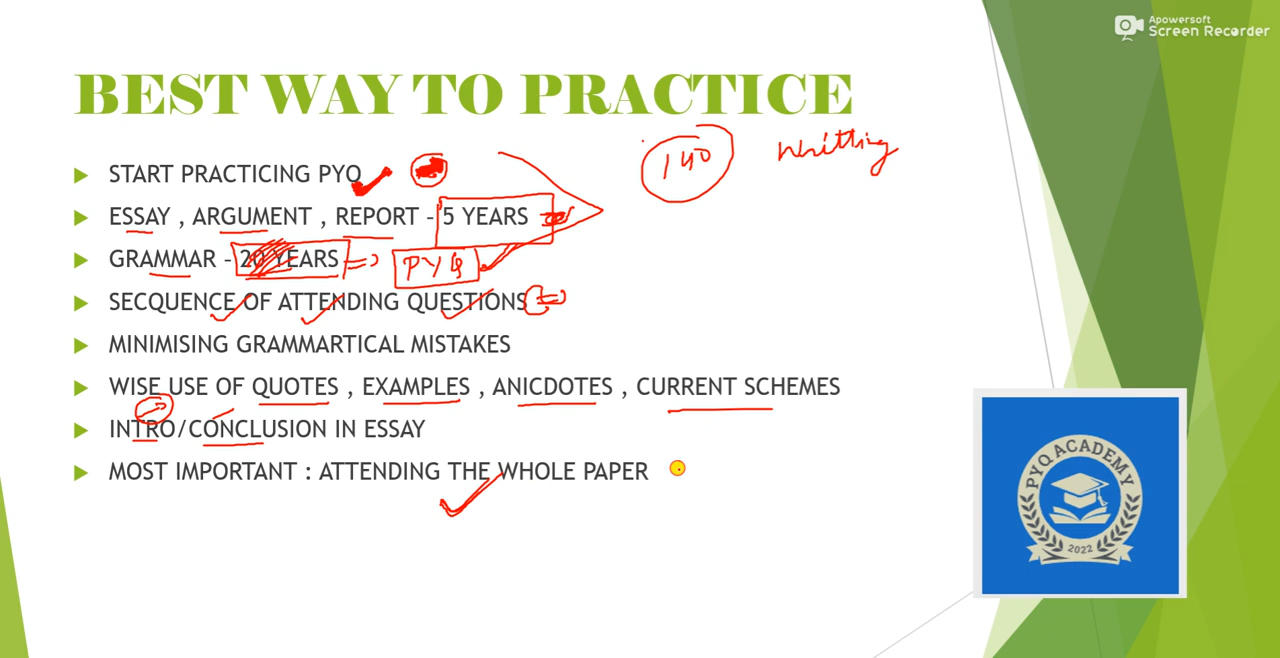 Apowersoft
Screen Recorder
BEST WAY TO PRACTICE
140 Whitting
START PRACTICING PYQ
ESSAY , ARGUMENT , REPORT - 5 YEARS
GRAMMAR - 20 YEARS PYQ
SECQUENCE OF ATTENDING QUESTIONS
MINIMISING GRAMMARTICAL MISTAKES
WISE USE OF QUOTES , EXAMPLES , ANICDOTES , CURRENT SCHEMES
INTRO/CONCLUSION IN ESSAY
MOST IMPORTANT : ATTENDING THE WHOLE PAPER
PYQ ACADEMY
2022